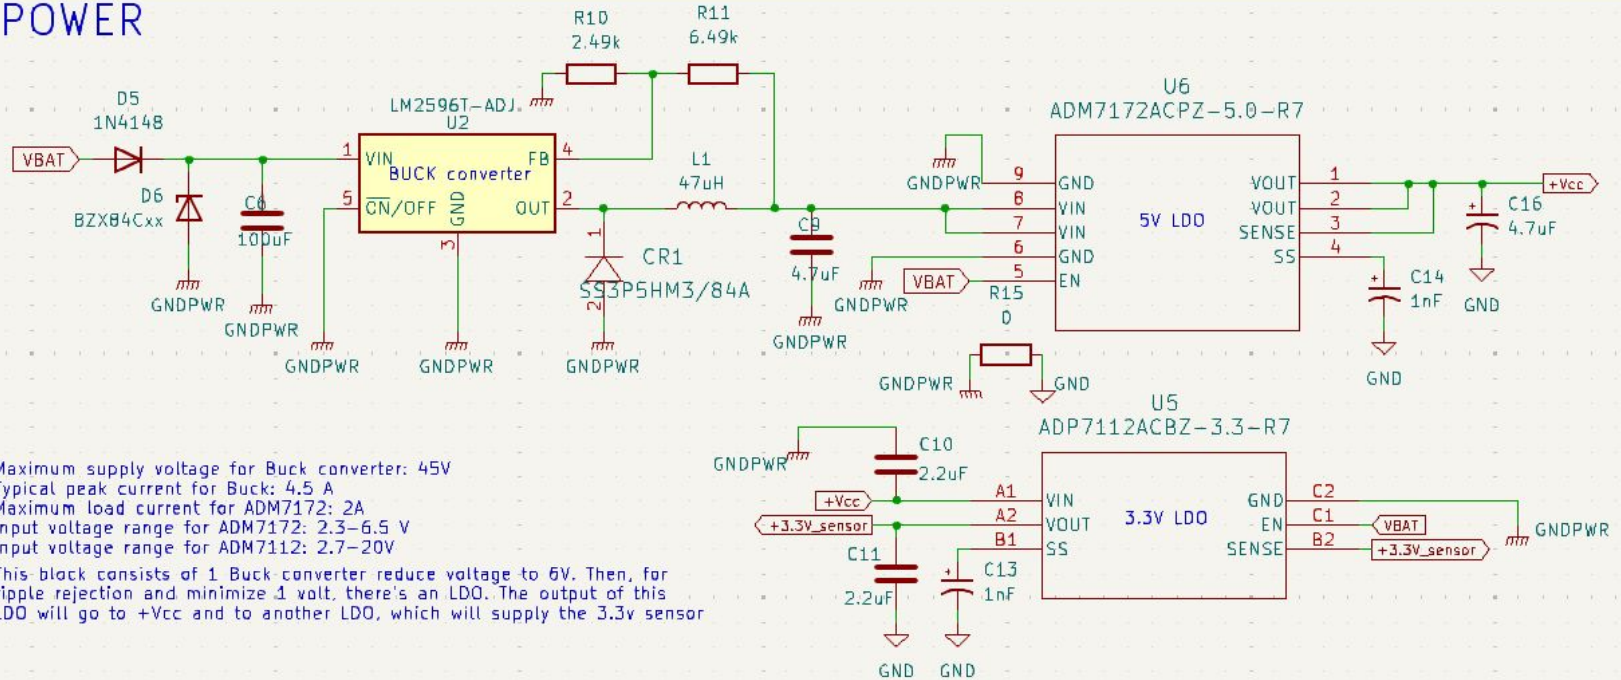 POWER
R10
2.49k
R11
6.49k
D5
1N4148
LM2596T-ADJ
U2
U6
ADM7172ACPZ-5.0-R7
VBAT
1
VIN
FB
4
BUCK converter
L1
47uH
D6
BZX84Cxx
C6
100uF
5
ON/OFF
GND
OUT
2
3
GNDPWR
9
GND
8
VIN
7
VIN
6
GND
5
EN
5V LDO
VOUT
1
VOUT
2
SENSE
3
SS
4
+Vcc
C16
4.7uF
1
CR1
SS3P5HM3/84A
2
C9
4.7uF
VBAT
GNDPWR
R15
0
C14
1nF
GND
GNDPWR
GNDPWR
GNDPWR
GNDPWR
GNDPWR
GNDPWR
GND
GNDPWR
GND
U5
ADP7112ACBZ-3.3-R7
GNDPWR
C10
2.2uF
+Vcc
A1
VIN
+3.3V_sensor
A2
VOUT
B1
SS
3.3V LDO
GND
C2
EN
C1
VBAT
SENSE
B2
+3.3V_sensor
GNDPWR
C11
2.2uF
C13
1nF
GND
GND
Maximum supply voltage for Buck converter: 45V
Typical peak current for Buck: 4.5 A
Maximum load current for ADM7172: 2A
Input voltage range for ADM7172: 2.3-6.5 V
Input voltage range for ADM7112: 2.7-20V
This block consists of 1 Buck converter reduce voltage to 6V. Then, for
ripple rejection and minimize 1 volt, there's an LDO. The output of this
LDO will go to +Vcc and to another LDO, which will supply the 3.3v sensor